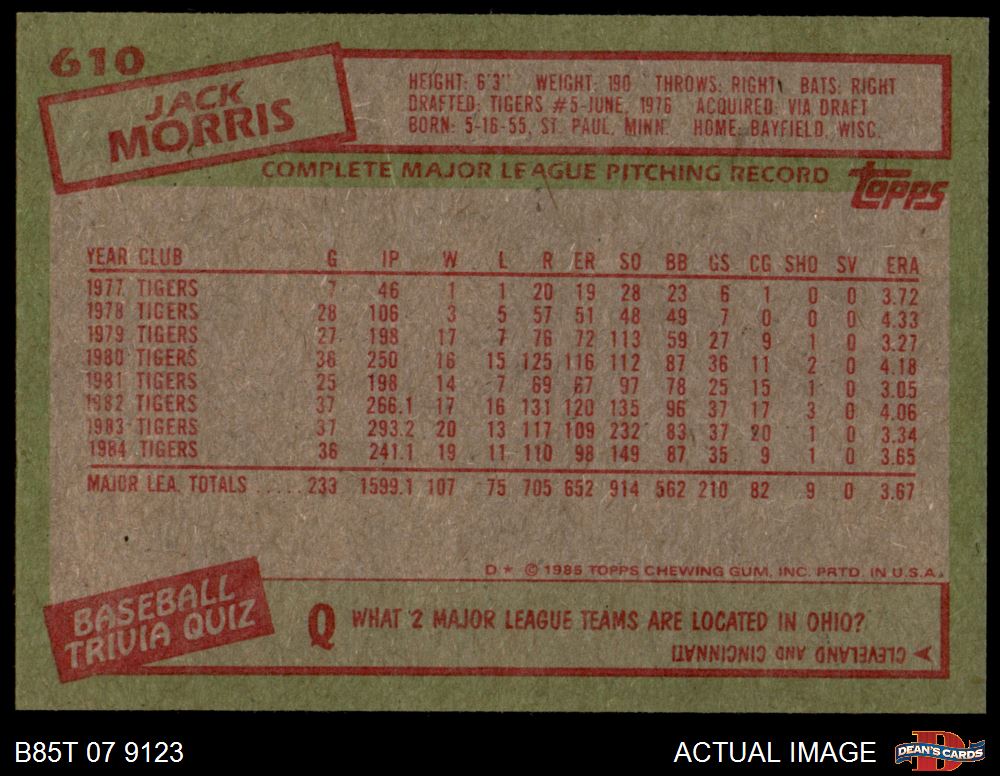 610
JACK
MORRIS
HEIGHT: 6'3" WEIGHT: 190 THROWS: RIGHT BATS: RIGHT
DRAFTED: TIGERS #5-JUNE, 1976 ACQUIRED: VIA DRAFT
BORN: 5-16-55, ST. PAUL, MINN. HOME: BAYFIELD, WISC.
COMPLETE MAJOR LEAGUE PITCHING RECORD
topps
YEAR CLUB G IP W L R ER SO BB GS CG SHO SV ERA
1977 TIGERS 7 46 1 1 20 19 28 23 6 1 0 0 3.72
1978 TIGERS 28 106 3 5 57 51 48 49 7 0 0 0 4.33
1979 TIGERS 27 198 17 7 76 72 113 59 27 9 1 0 3.27
1980 TIGERS 36 250 16 15 125 116 112 87 36 11 2 0 4.18
1981 TIGERS 25 198 14 7 69 67 97 78 25 15 1 0 3.05
1982 TIGERS 37 266.1 17 16 131 120 135 96 37 17 3 0 4.06
1983 TIGERS 37 293.2 20 13 117 109 232 83 37 20 1 0 3.34
1984 TIGERS 36 241.1 19 11 110 98 149 87 35 9 1 0 3.65
MAJOR LEA. TOTALS ..... 233 1599.1 107 75 705 652 914 562 210 82 9 0 3.67
D* © 1985 TOPPS CHEWING GUM, INC. PRTD. IN U.S.A.
BASEBALL
TRIVIA QUIZ
Q WHAT 2 MAJOR LEAGUE TEAMS ARE LOCATED IN OHIO?
CLEVELAND AND CINCINNATI
B85T 07 9123
ACTUAL IMAGE
DEAN'S CARDS